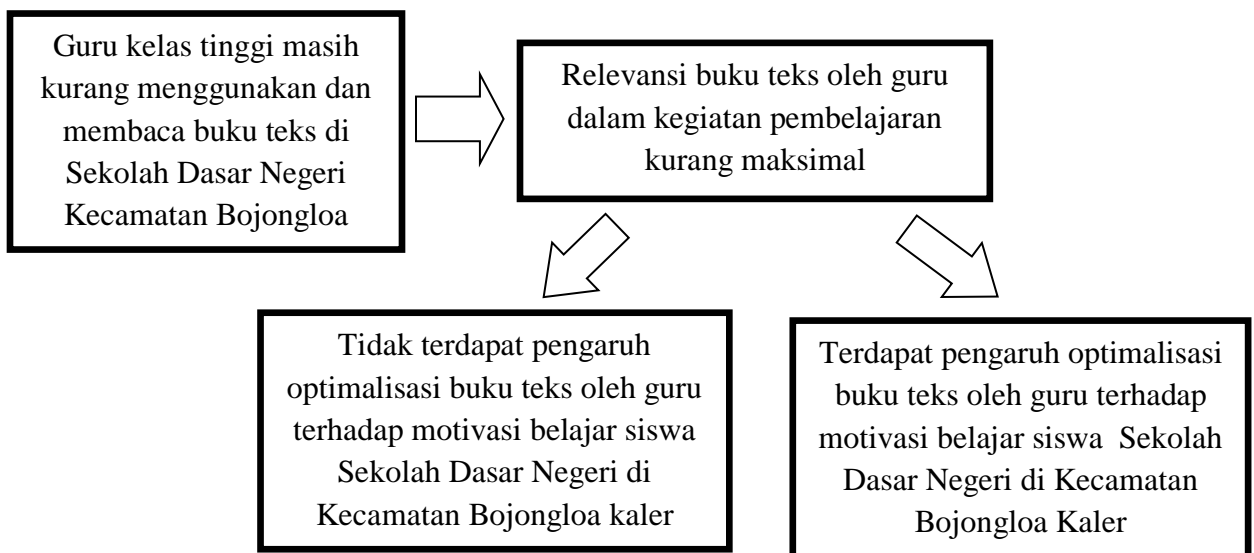 Guru kelas tinggi masih
kurang menggunakan dan
membaca buku teks di
Sekolah Dasar Negeri
Kecamatan Bojongloa
Relevansi buku teks oleh guru
dalam kegiatan pembelajaran
kurang maksimal
Tidak terdapat pengaruh
optimalisasi buku teks oleh guru
terhadap motivasi belajar siswa
Sekolah Dasar Negeri di
Kecamatan Bojongloa kaler
Terdapat pengaruh optimalisasi
buku teks oleh guru terhadap
motivasi belajar siswa  Sekolah
Dasar Negeri di Kecamatan
Bojongloa Kaler